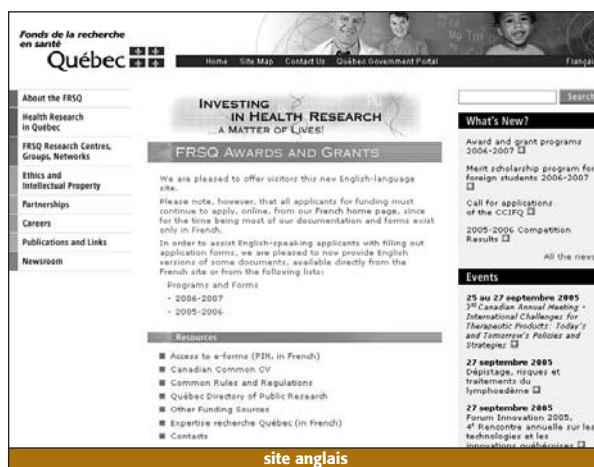 Fonds de la recherche
en santé
Québec
Home Site Map Contact Us Québec Government Portal
Françai
About the FRSQ
Health Research
in Québec
FRSQ Research Centres,
Groups, Networks
Ethics and
Intellectual Property
Partnerships
Careers
Publications and Links
Newsroom
INVESTING
IN HEALTH RESEARCH
...A MATTER OF LIVES!
FRSQ AWARDS AND GRANTS
We are pleased to offer visitors this new English-language
site.
Please note, however, that all applicants for funding must
continue to apply, online, from our French home page, since
for the time being most of our documentation and forms exist
only in French.
In order to assist English-speaking applicants with filling out
application forms, we are pleased to now provide English
versions of some documents, available directly from the
French site or from the following lists:
Programs and Forms
- 2006-2007
- 2005-2006
Resources
Access to e-forms (PIN, in French)
Canadian Common CV
Common Rules and Regulations
Québec Directory of Public Research
Other Funding Sources
Expertise recherche Québec (in French)
Contacts
Search
What's New?
Award and grant programs
2006-2007
Merit scholarship program for
foreign students 2006-2007
Call for applications
of the CCIFQ
2005-2006 Competition
Results
All the news
Events
25 au 27 septembre 2005
3rd Canadian Annual Meeting -
International Challenges for
Therapeutic Products: Today's
and Tomorrow's Policies and
Strategies
27 septembre 2005
Dépistage, risques et
traitements du
lymphoedème
27 septembre 2005
Forum Innovation 2005,
4e Rencontre annuelle sur les
technologies et les
innovations québécoises
site anglais